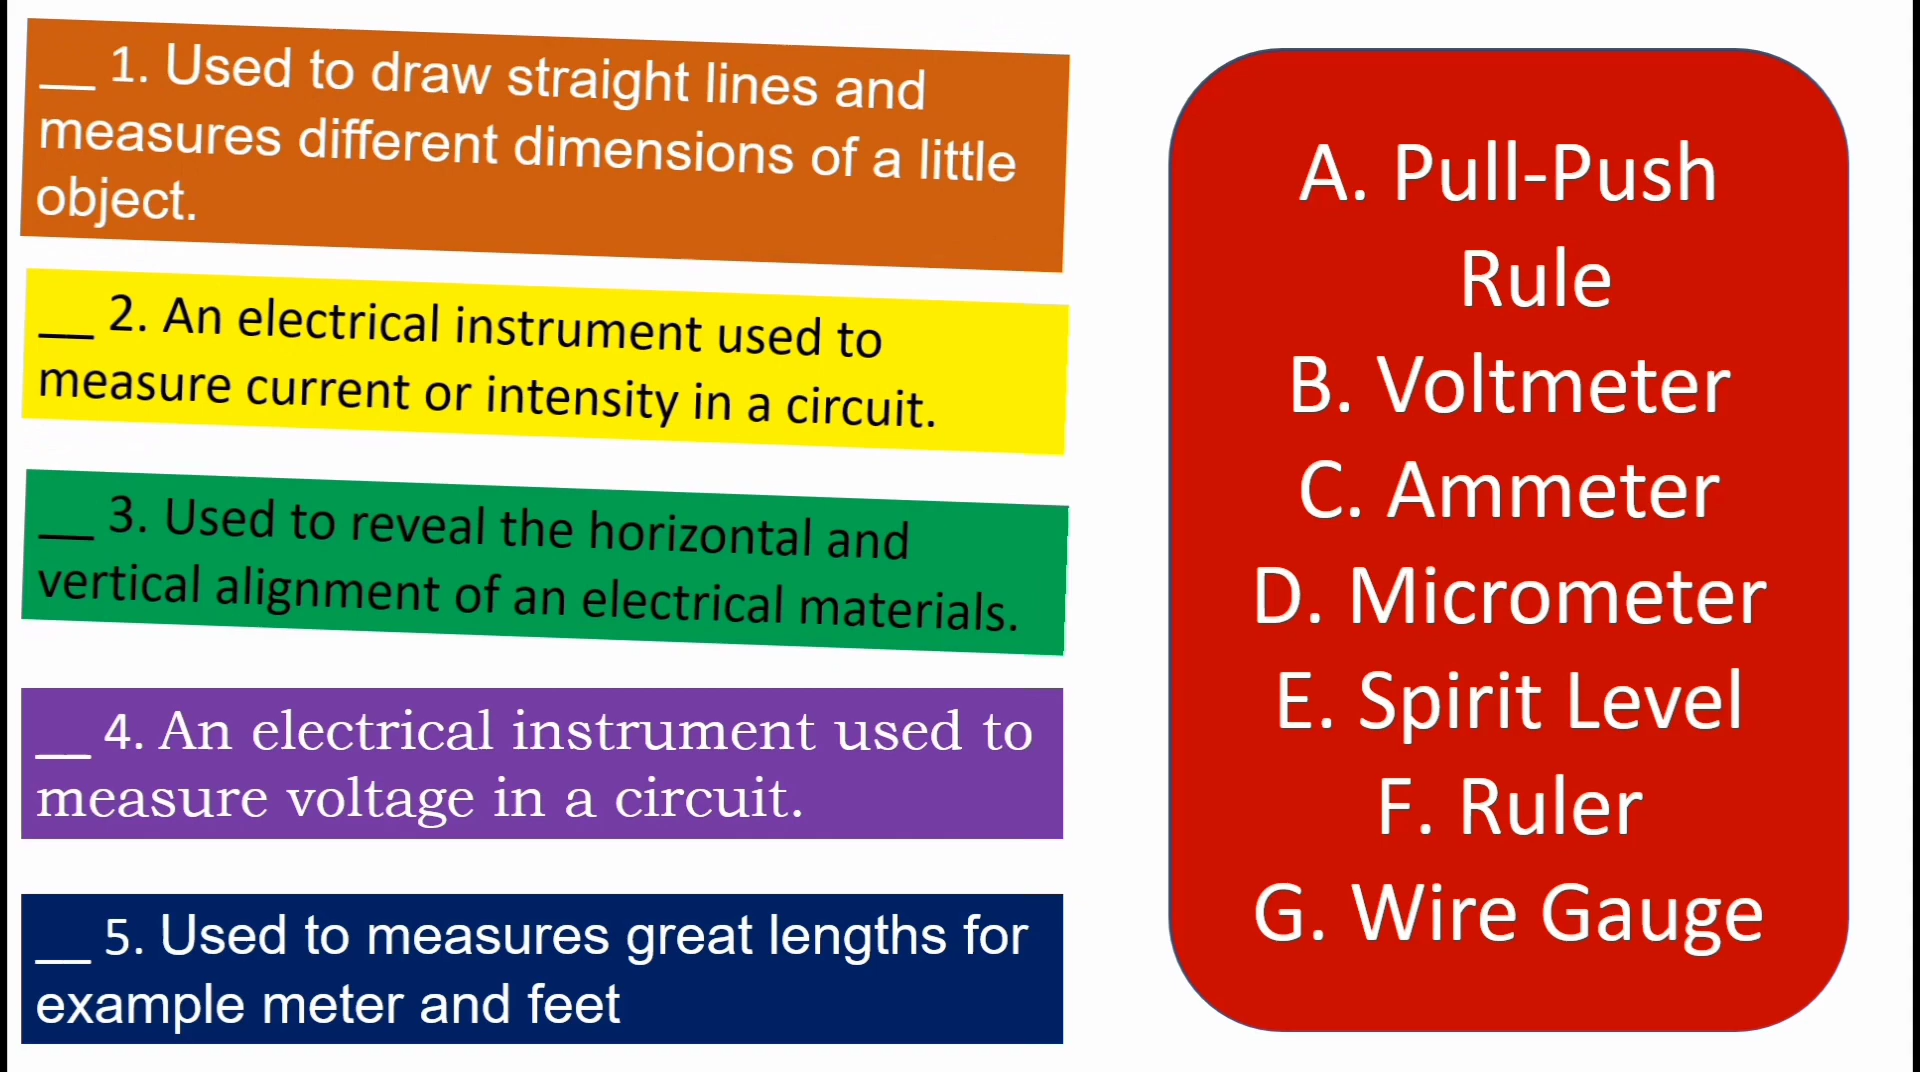 __ 1. Used to draw straight lines and
measures different dimensions of a little
object.
__ 2. An electrical instrument used to
measure current or intensity in a circuit.
__ 3. Used to reveal the horizontal and
vertical alignment of an electrical materials.
__ 4. An electrical instrument used to
measure voltage in a circuit.
__ 5. Used to measures great lengths for
example meter and feet
A. Pull-Push
Rule
B. Voltmeter
C. Ammeter
D. Micrometer
E. Spirit Level
F. Ruler
G. Wire Gauge